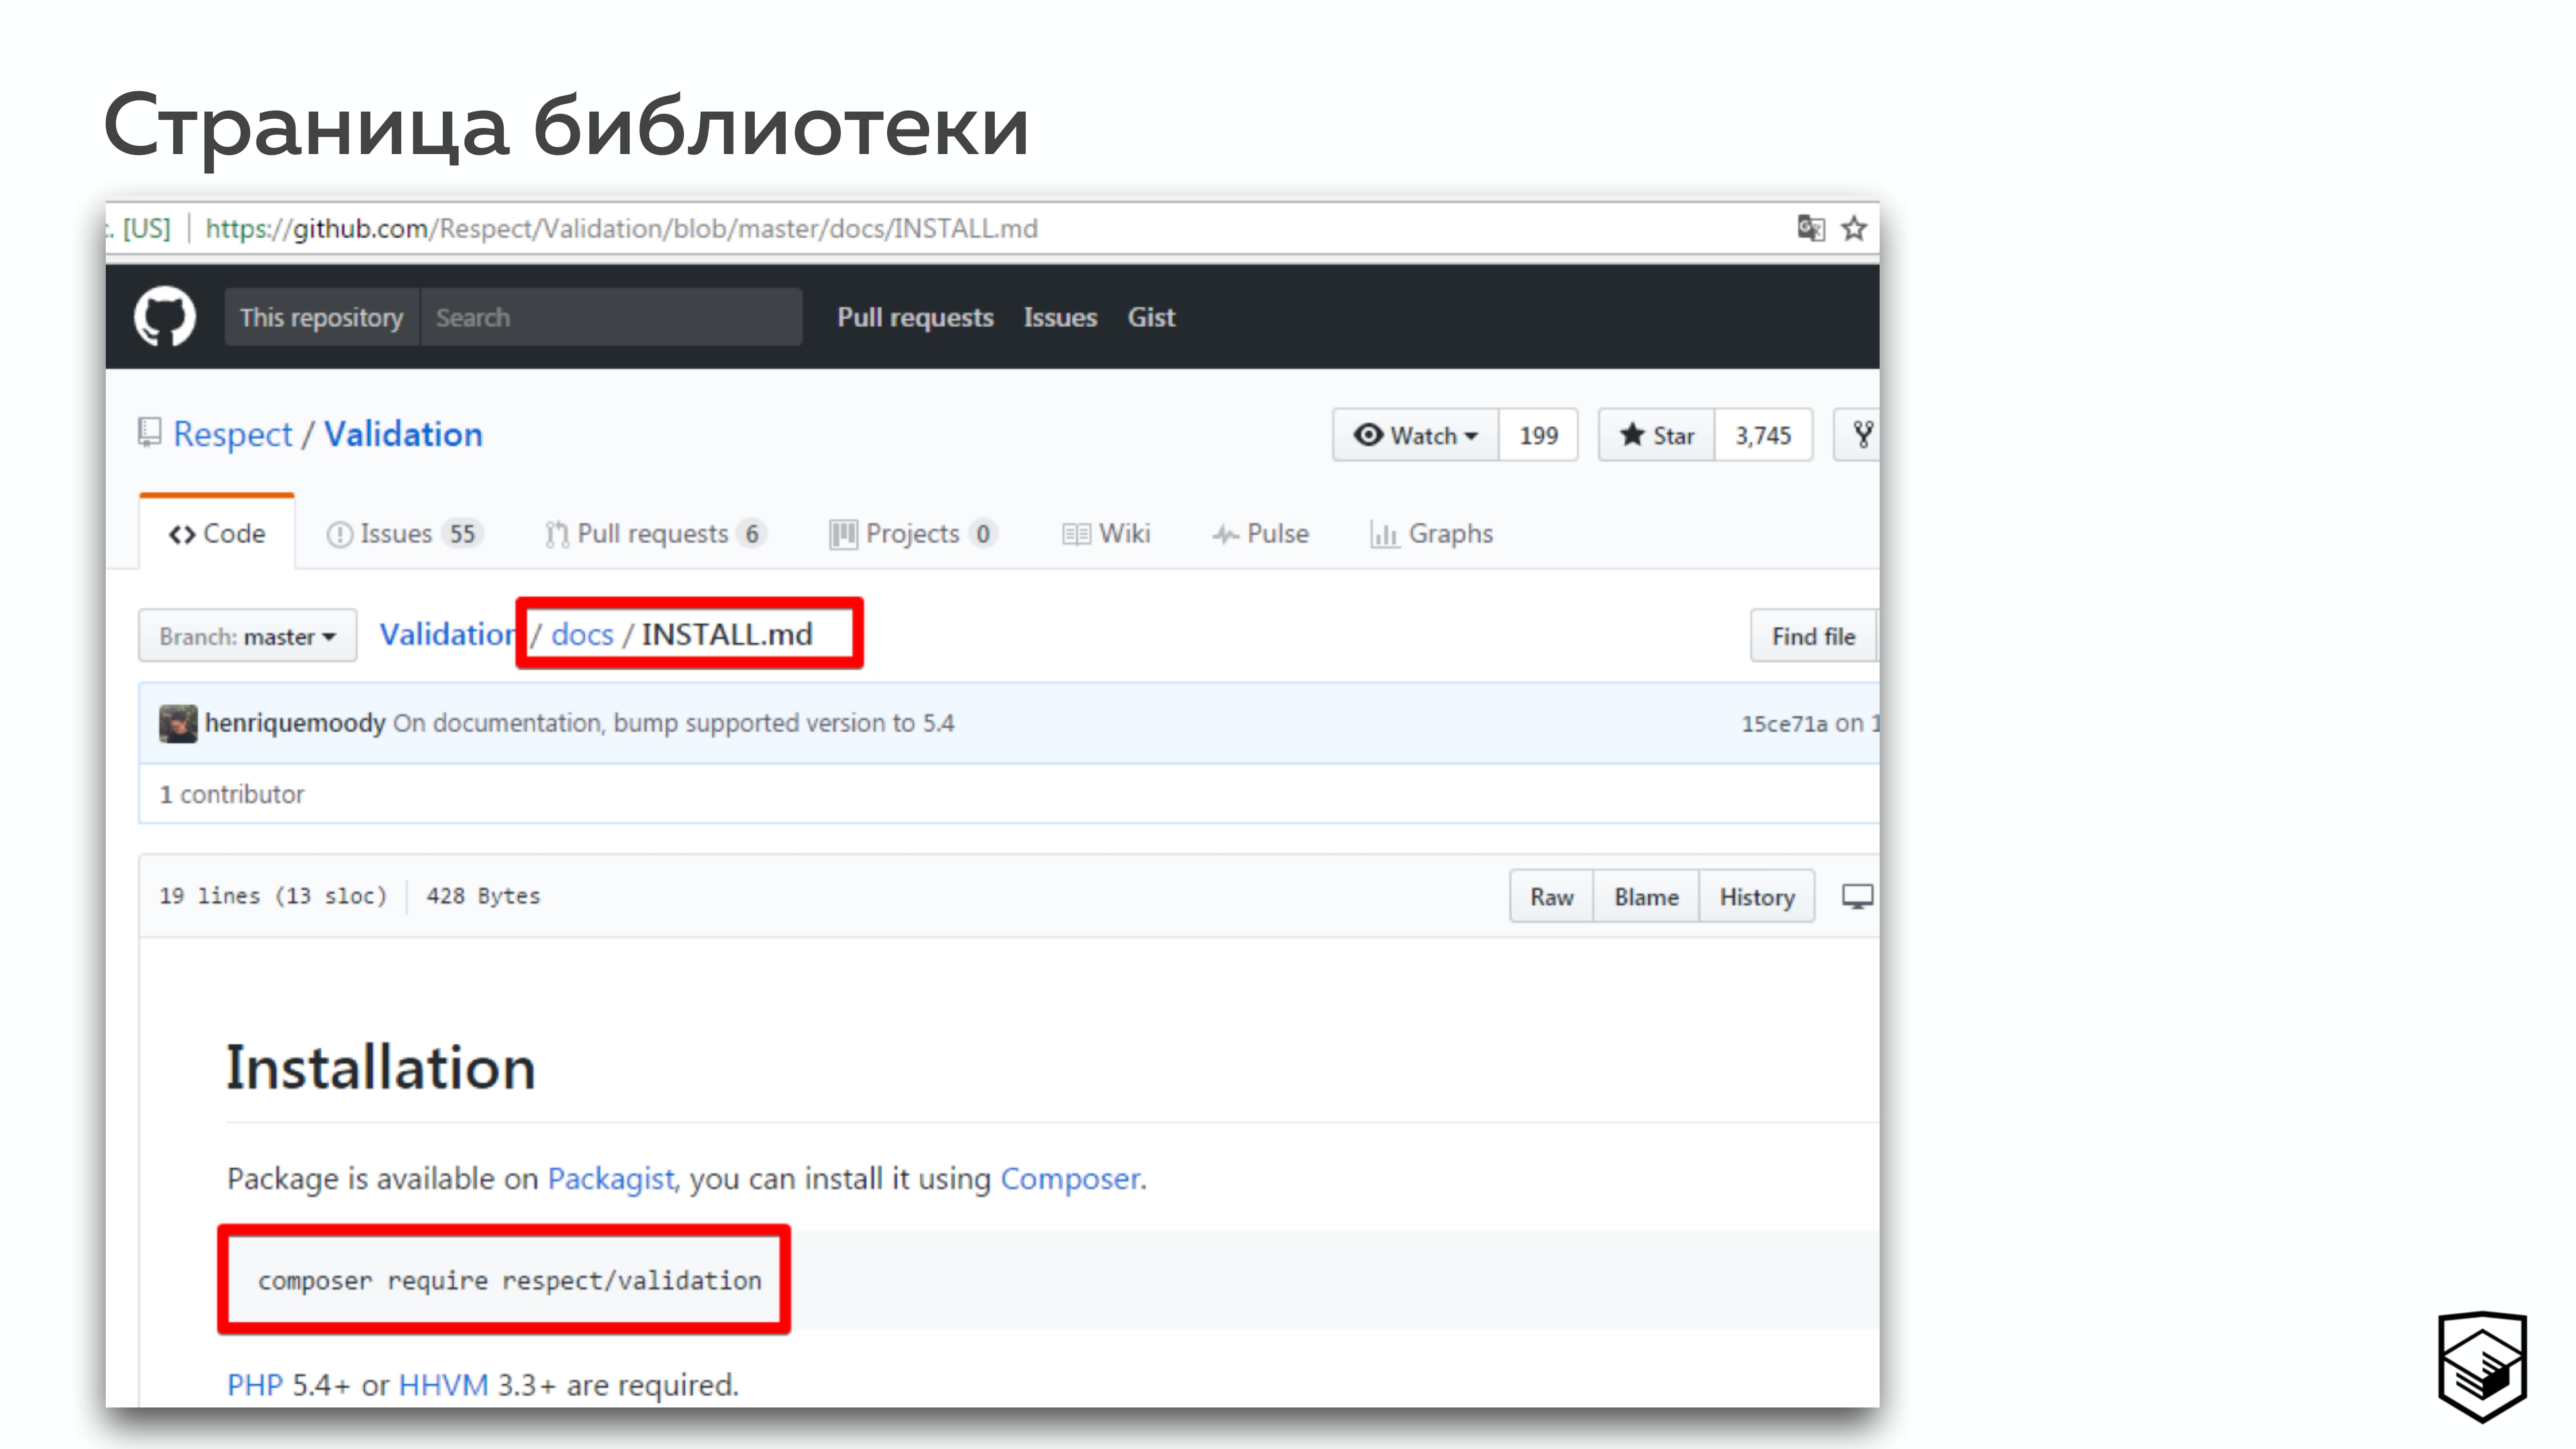 Страница библиотеки
[US] https://github.com/Respect/Validation/blob/master/docs/INSTALL.md
This repository Search Pull requests Issues Gist
Respect / Validation Watch 199 Star 3,745
Code Issues 55 Pull requests 6 Projects 0 Wiki Pulse Graphs
Branch: master Validation / docs / INSTALL.md Find file
henriquemoody On documentation, bump supported version to 5.4 15ce71a on 1
1 contributor
19 lines (13 sloc) 428 Bytes Raw Blame History
Installation
Package is available on Packagist, you can install it using Composer.
composer require respect/validation
PHP 5.4+ or HHVM 3.3+ are required.